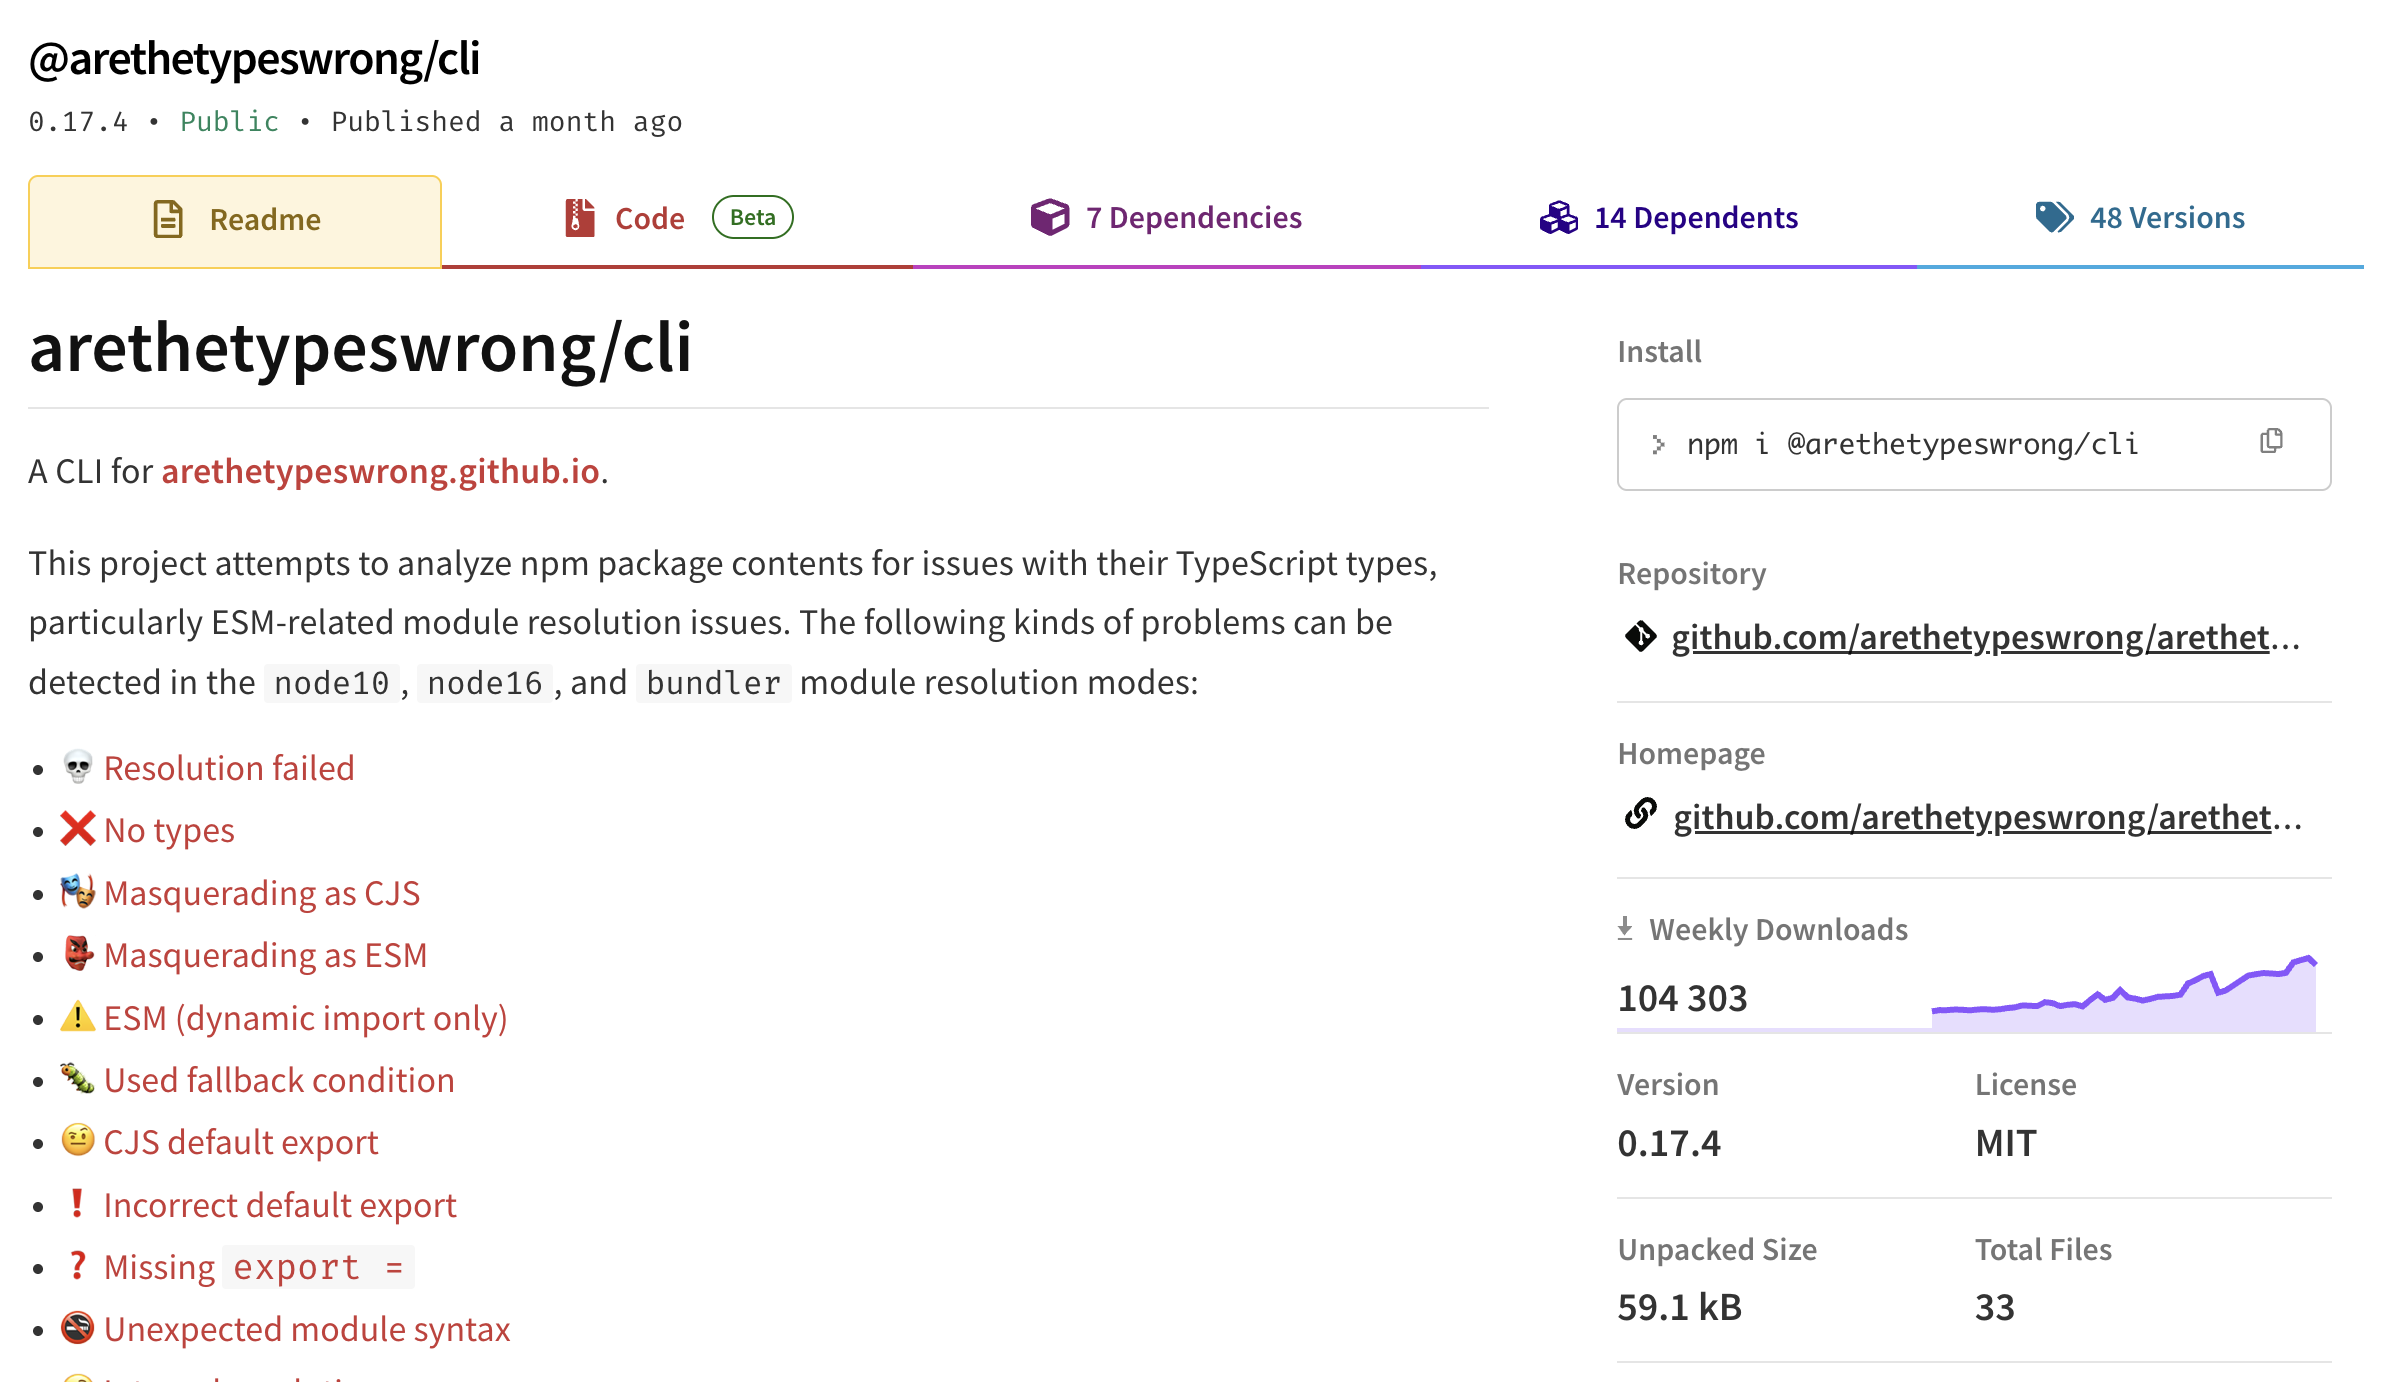 @arethetypeswrong/cli
0.17.4 • Public • Published a month ago
Readme
Code Beta
7 Dependencies
14 Dependents
48 Versions
arethetypeswrong/cli
A CLI for arethetypeswrong.github.io.
This project attempts to analyze npm package contents for issues with their TypeScript types,
particularly ESM-related module resolution issues. The following kinds of problems can be
detected in the node10, node16, and bundler module resolution modes:
• 💀 Resolution failed
• ❌ No types
• 🎭 Masquerading as CJS
• 👺 Masquerading as ESM
• ⚠️ ESM (dynamic import only)
• 🐛 Used fallback condition
• 🤨 CJS default export
• ❗ Incorrect default export
• ❓ Missing export =
• 🚭 Unexpected module syntax
Install
npm i @arethetypeswrong/cli
Repository
github.com/arethetypeswrong/arethet...
Homepage
github.com/arethetypeswrong/arethet...
Weekly Downloads
104 303
Version
0.17.4
License
MIT
Unpacked Size
59.1 kB
Total Files
33